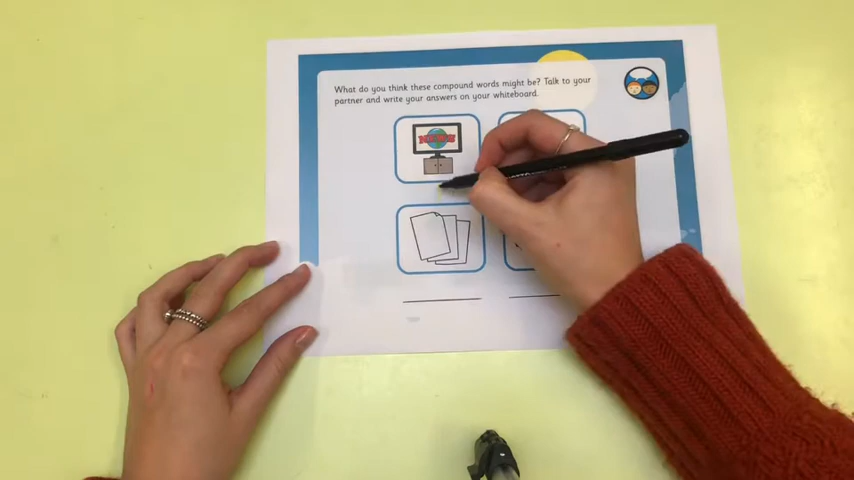 What do you think these compound words might be? Talk to your
partner and write your answers on your whiteboard.
NEWS